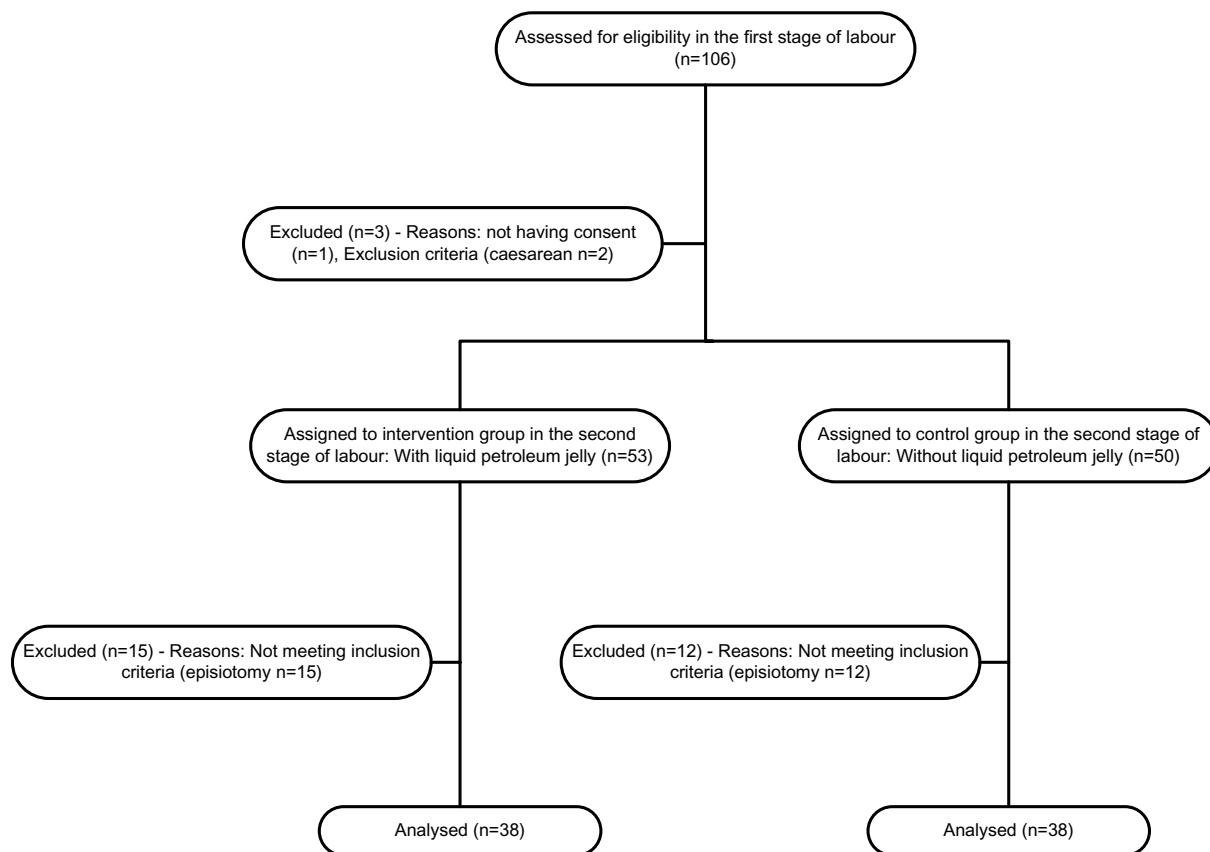 Assessed for eligibility in the first stage of labour
(n=106)
Excluded (n=3) - Reasons: not having consent
(n=1), Exclusion criteria (caesarean n=2)
Assigned to intervention group in the second
stage of labour: With liquid petroleum jelly (n=53)
Assigned to control group in the second stage of
labour: Without liquid petroleum jelly (n=50)
Excluded (n=15) - Reasons: Not meeting inclusion
criteria (episiotomy n=15)
Excluded (n=12) - Reasons: Not meeting inclusion
criteria (episiotomy n=12)
Analysed (n=38)
Analysed (n=38)